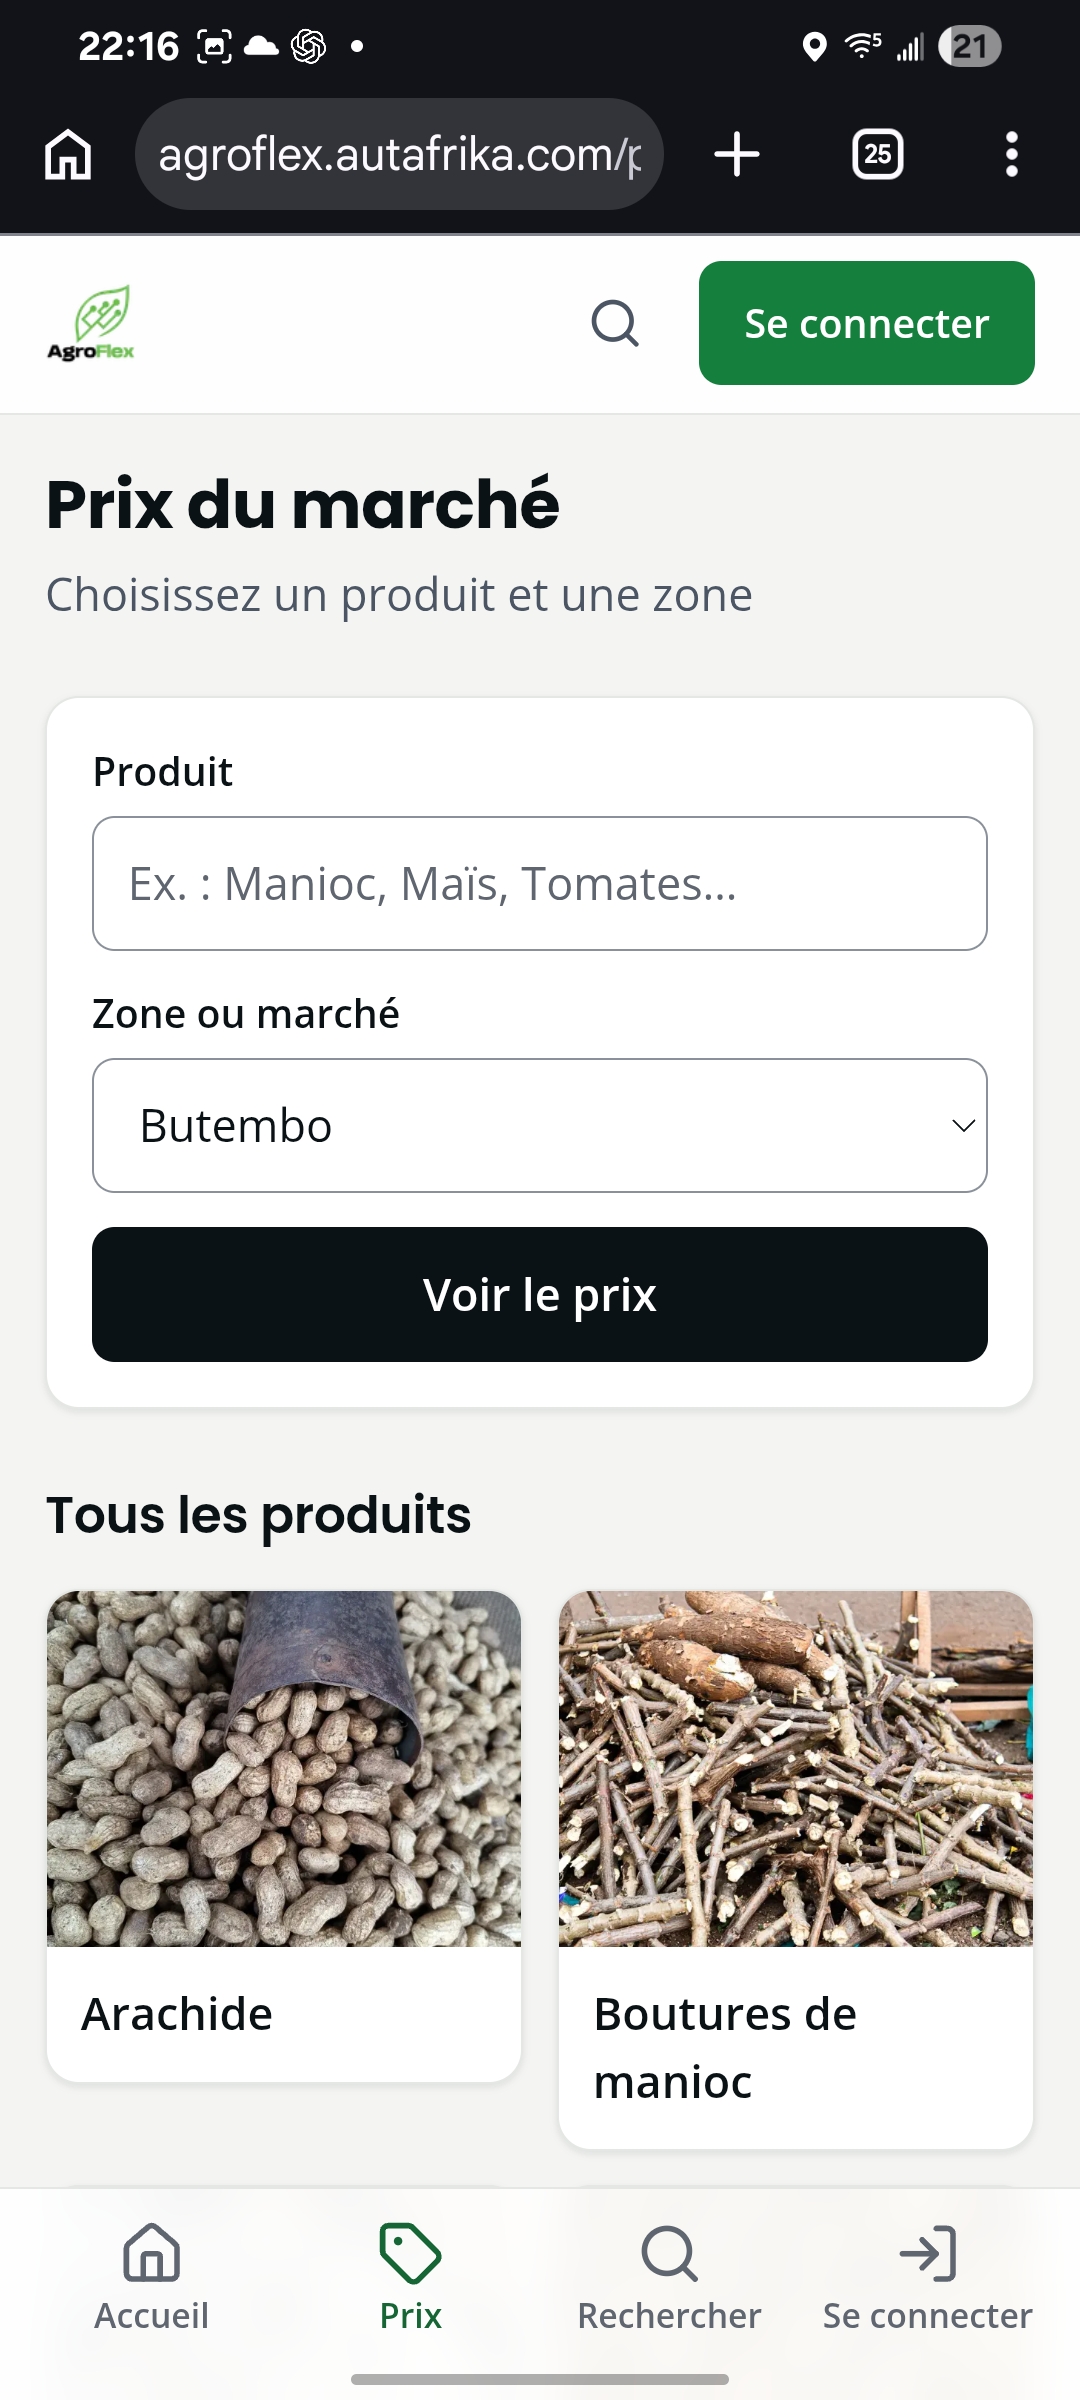 22:16
21
agroflex.autafrika.com/p
25
AgroFlex
Se connecter
Prix du marché
Choisissez un produit et une zone
Produit
Ex. : Manioc, Maïs, Tomates...
Zone ou marché
Butembo
Voir le prix
Tous les produits
Arachide
Boutures de
manioc
Accueil
Prix
Rechercher
Se connecter